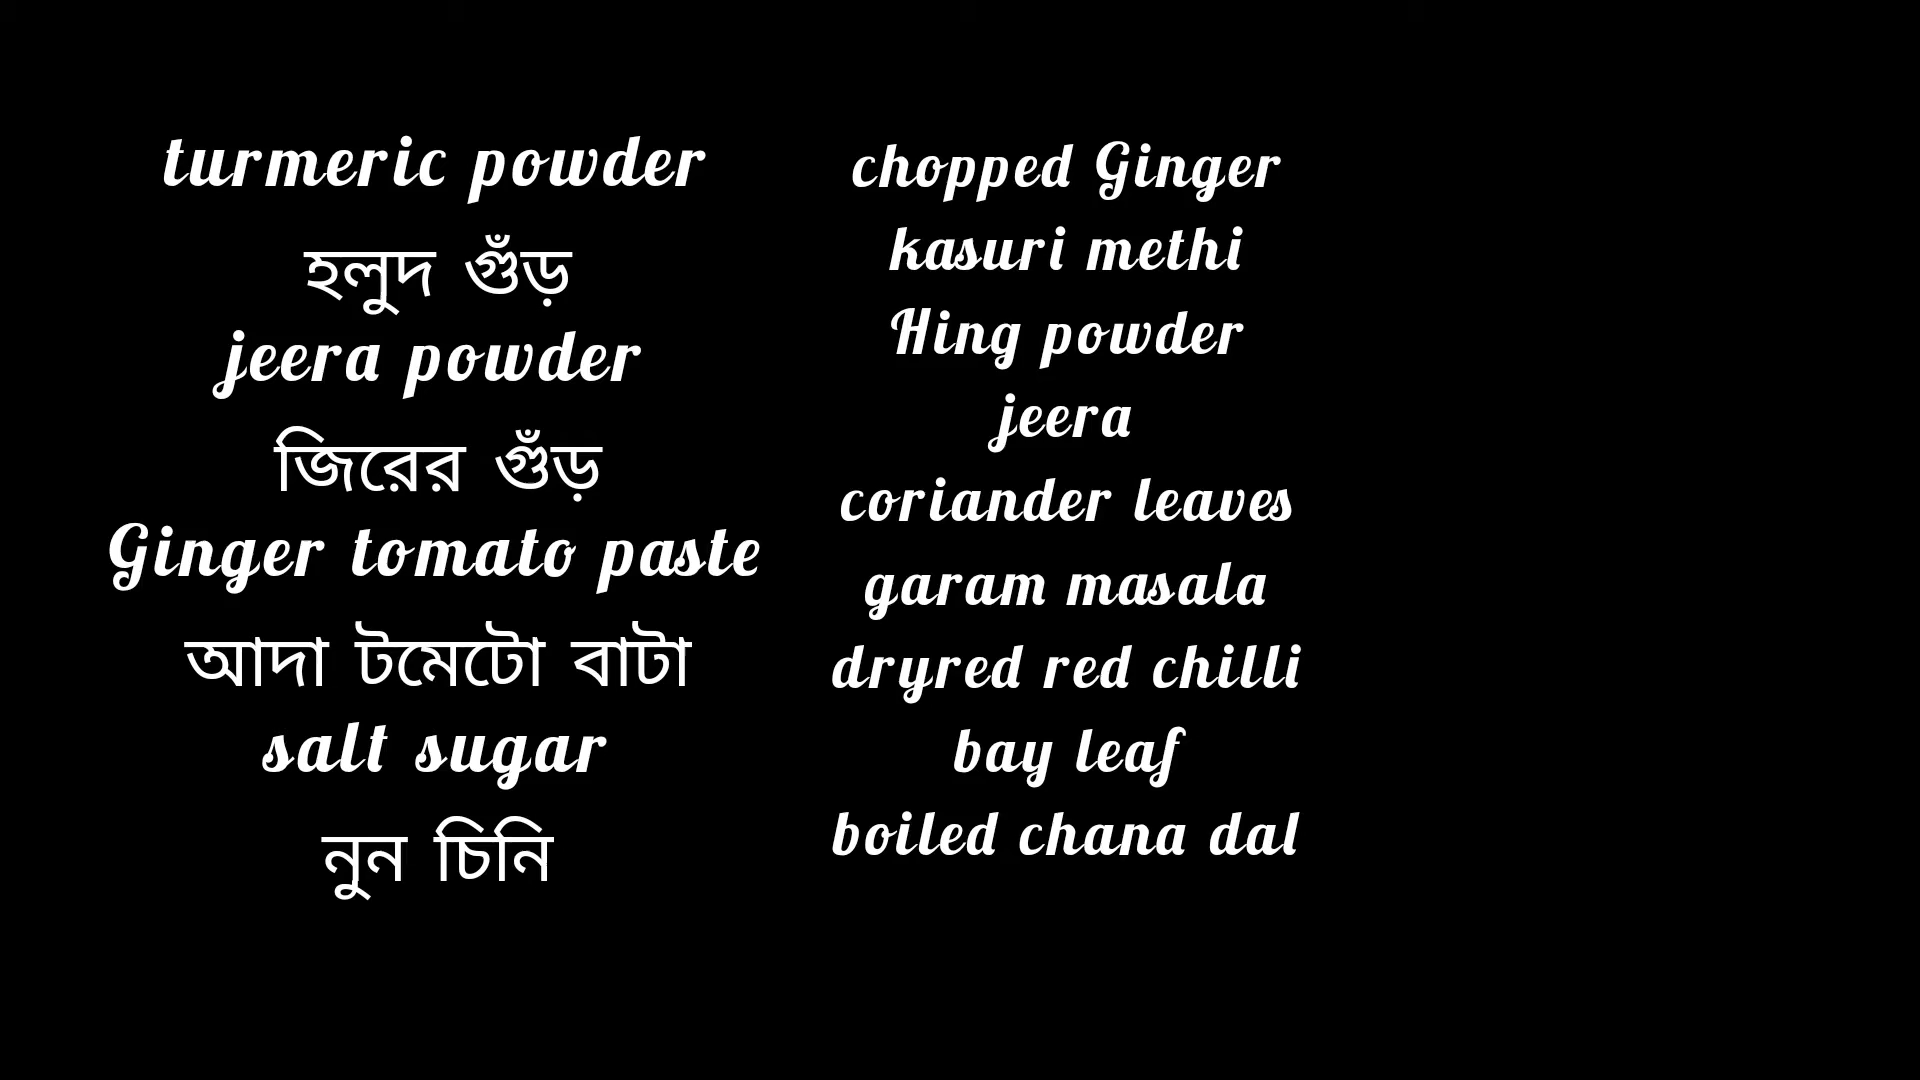 turmeric powder
হলুদ গুঁড়
jeera powder
জিরের গুঁড়
Ginger tomato paste
আদা টমেটো বাটা
salt sugar
নুন চিনি
chopped Ginger
kasuri methi
Hing powder
jeera
coriander leaves
garam masala
dryred red chilli
bay leaf
boiled chana dal